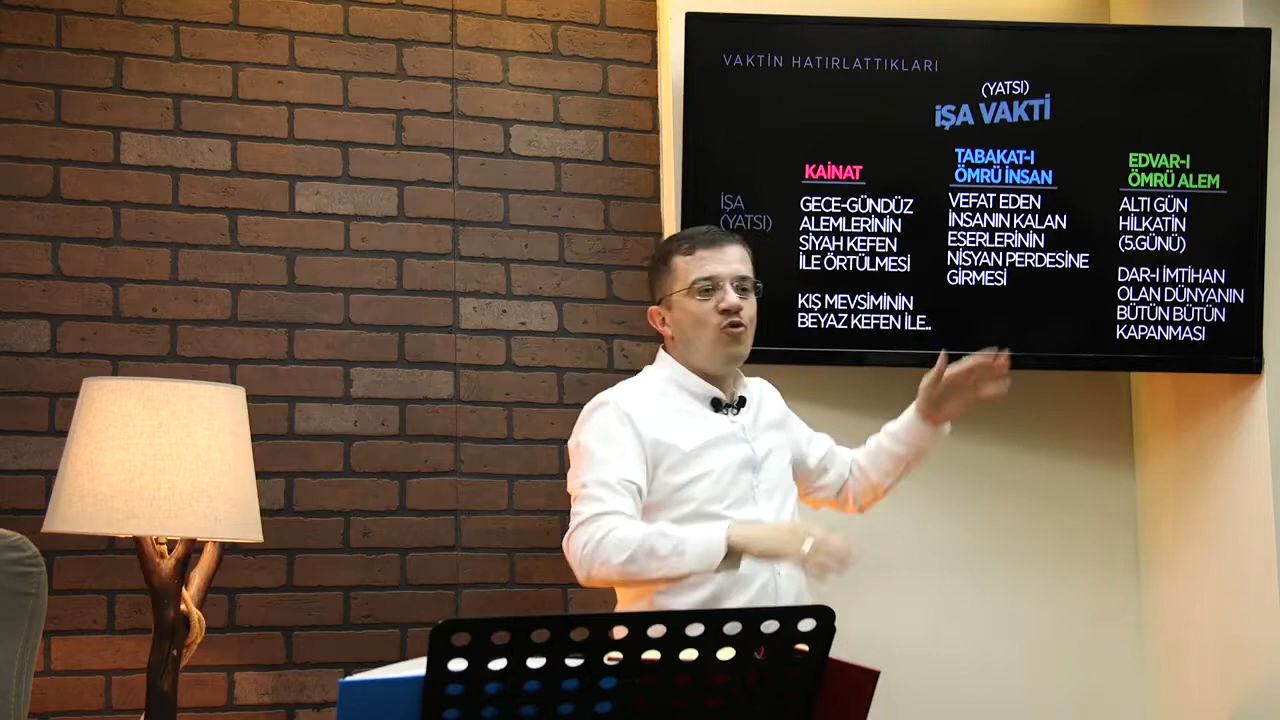 VAKTİN HATIRLATTIKLARI
(YATSI)
İŞA VAKTİ
KAİNAT
TABAKAT-I
ÖMRÜ İNSAN
EDVAR-I
ÖMRÜ ALEM
İŞA
(YATSI)
GECE-GÜNDÜZ
ALEMLERİNİN
SİYAH KEFEN
İLE ÖRTÜLMESİ
KIŞ MEVSİMİNİN
BEYAZ KEFEN İLE..
VEFAT EDEN
İNSANIN KALAN
ESERLERİNİN
NİSYAN PERDESİNE
GİRMESİ
ALTI GÜN
HİLKATİN
(5.GÜNÜ)
DAR-I İMTİHAN
OLAN DÜNYANIN
BÜTÜN BÜTÜN
KAPANMASI